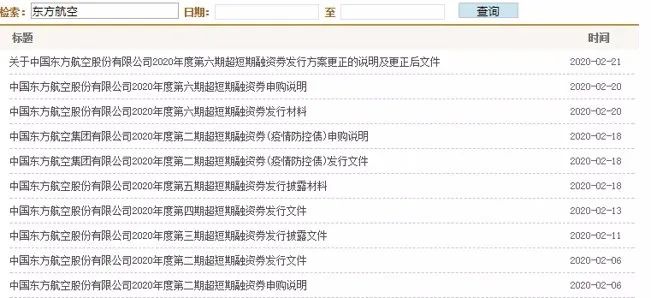 检索： 东方航空 日期： 至 查询
标题 时间
关于中国东方航空股份有限公司2020年度第六期超短期融资券发行方案更正的说明及更正后文件 2020-02-21
中国东方航空股份有限公司2020年度第六期超短期融资券申购说明 2020-02-20
中国东方航空股份有限公司2020年度第六期超短期融资券发行材料 2020-02-20
中国东方航空集团有限公司2020年度第二期超短期融资券(疫情防控债)申购说明 2020-02-18
中国东方航空集团有限公司2020年度第二期超短期融资券(疫情防控债)发行文件 2020-02-18
中国东方航空股份有限公司2020年度第五期超短期融资券发行披露材料 2020-02-18
中国东方航空股份有限公司2020年度第四期超短期融资券发行文件 2020-02-13
中国东方航空股份有限公司2020年度第三期超短期融资券发行披露文件 2020-02-11
中国东方航空股份有限公司2020年度第二期超短期融资券发行文件 2020-02-06
中国东方航空股份有限公司2020年度第二期超短期融资券申购说明 2020-02-06